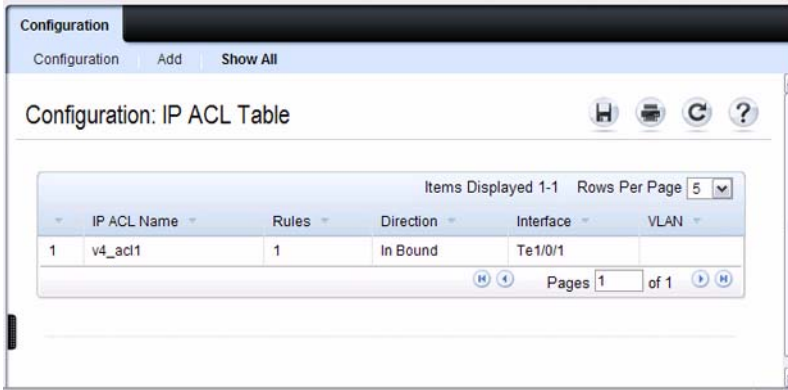 Configuration
Configuration Add Show All
Configuration: IP ACL Table
Items Displayed 1-1 Rows Per Page 5
IP ACL Name Rules Direction Interface VLAN
1 v4_acl1 1 In Bound Te1/0/1
Pages 1 of 1